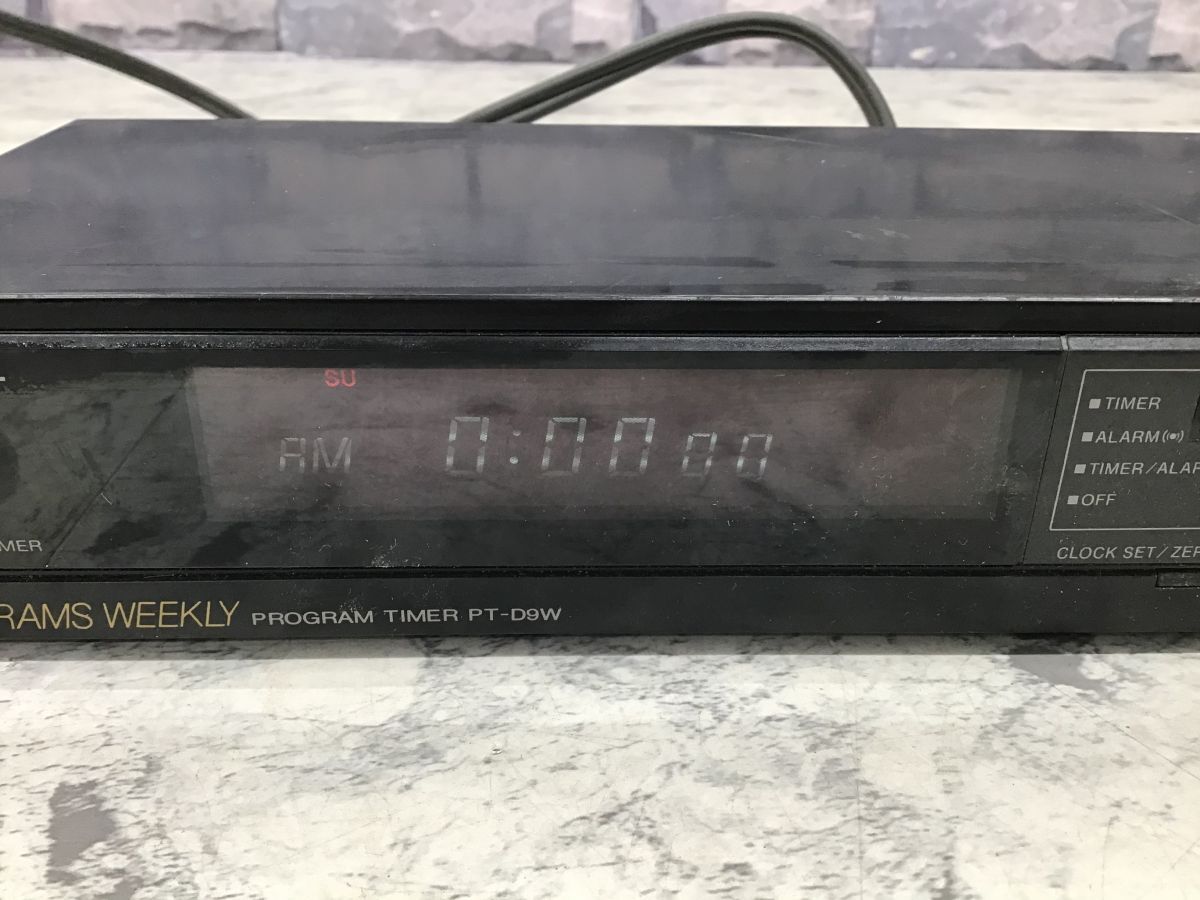 SU
AM 0:00 00
TIMER
ALARM
TIMER/ALAR
OFF
MER
CLOCK SET/ZER
RAMS WEEKLY PROGRAM TIMER PT-D9W